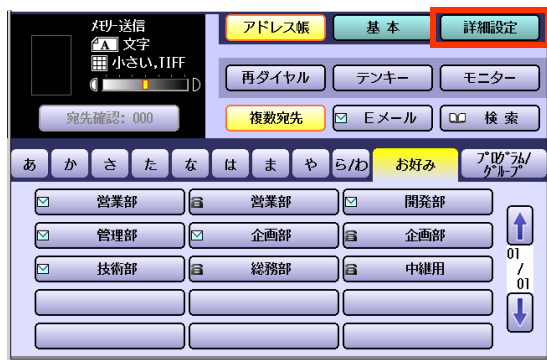 ﾒﾓﾘｰ送信
A 文字
小さい,TIFF
D
宛先確認: 000
アドレス帳 基本 詳細設定
再ダイヤル テンキー モニター
複数宛先 Eメール 検索
あ か さ た な は ま や ら/わ お好み ﾌﾟﾛｸﾞﾗﾑ/
ｸﾞﾙｰﾌﾟ
営業部 営業部 開発部
管理部 企画部 企画部
技術部 総務部 中継用
01
/
01